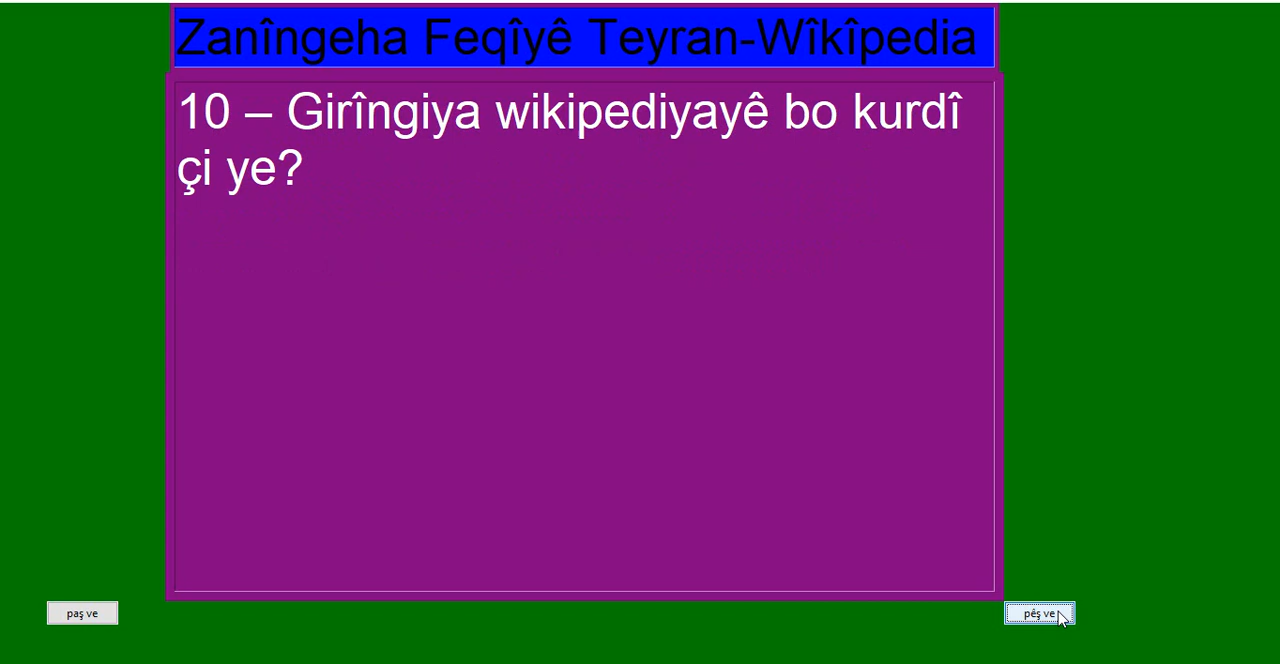 Zanîngeha Feqîyê Teyran-Wîkîpedia
10 – Girîngiya wikipediyayê bo kurdî
çi ye?
paş ve
pêş ve